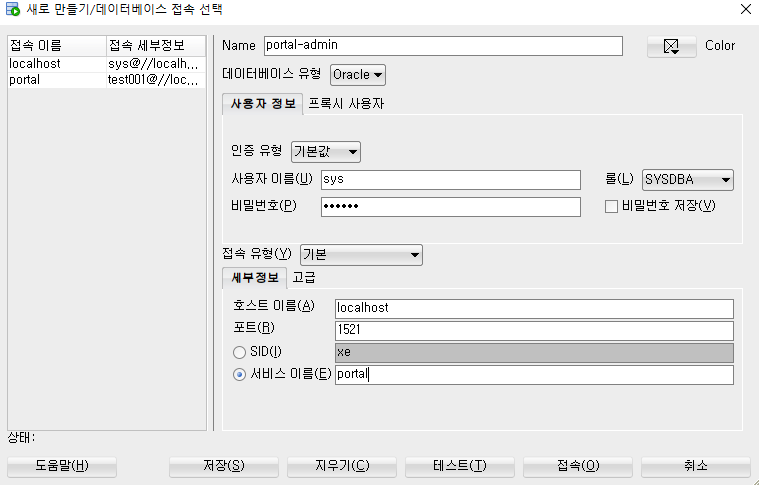 새로 만들기/데이터베이스 접속 선택
접속 이름 접속 세부정보
localhost sys@//localh,,,
portal test001@//loc,,,
Name portal-admin Color
데이터베이스 유형 Oracle
사용자 정보 프록시 사용자
인증 유형 기본값
사용자 이름(U) sys 롤(L) SYSDBA
비밀번호(P) •••••• 비밀번호 저장(V)
접속 유형(Y) 기본
세부정보 고급
호스트 이름(A) localhost
포트(R) 1521
SID(I) xe
서비스 이름(E) portal
상태:
도움말(H) 저장(S) 지우기(C) 테스트(T) 접속(O) 취소